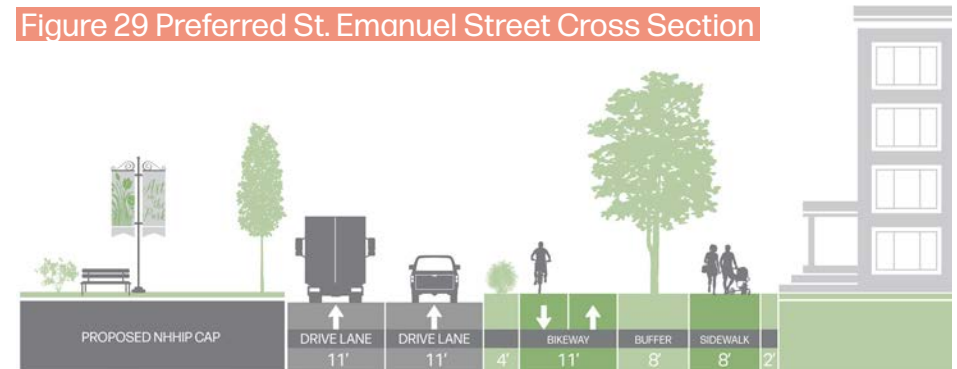 Figure 29 Preferred St. Emanuel Street Cross Section
PROPOSED NHHIP CAP
DRIVE LANE
11'
DRIVE LANE
11'
4'
BIKEWAY
11'
BUFFER
8'
SIDEWALK
8'
2'